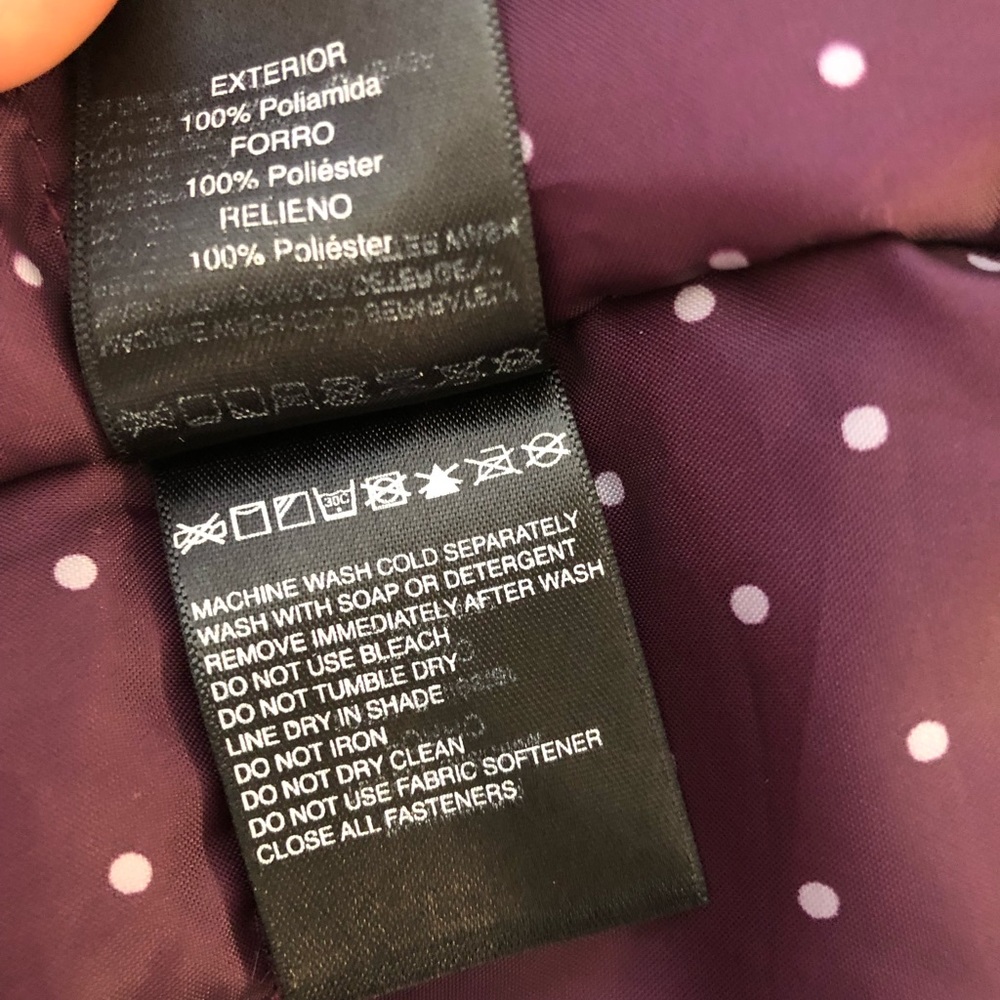 EXTERIOR
100% Poliamida
FORRO
100% Poliéster
RELIENO
100% Poliéster
30C
MACHINE WASH COLD SEPARATELY
WASH WITH SOAP OR DETERGENT
REMOVE IMMEDIATELY AFTER WASH
DO NOT USE BLEACH
DO NOT TUMBLE DRY
LINE DRY IN SHADE
DO NOT IRON
DO NOT DRY CLEAN
DO NOT USE FABRIC SOFTENER
CLOSE ALL FASTENERS